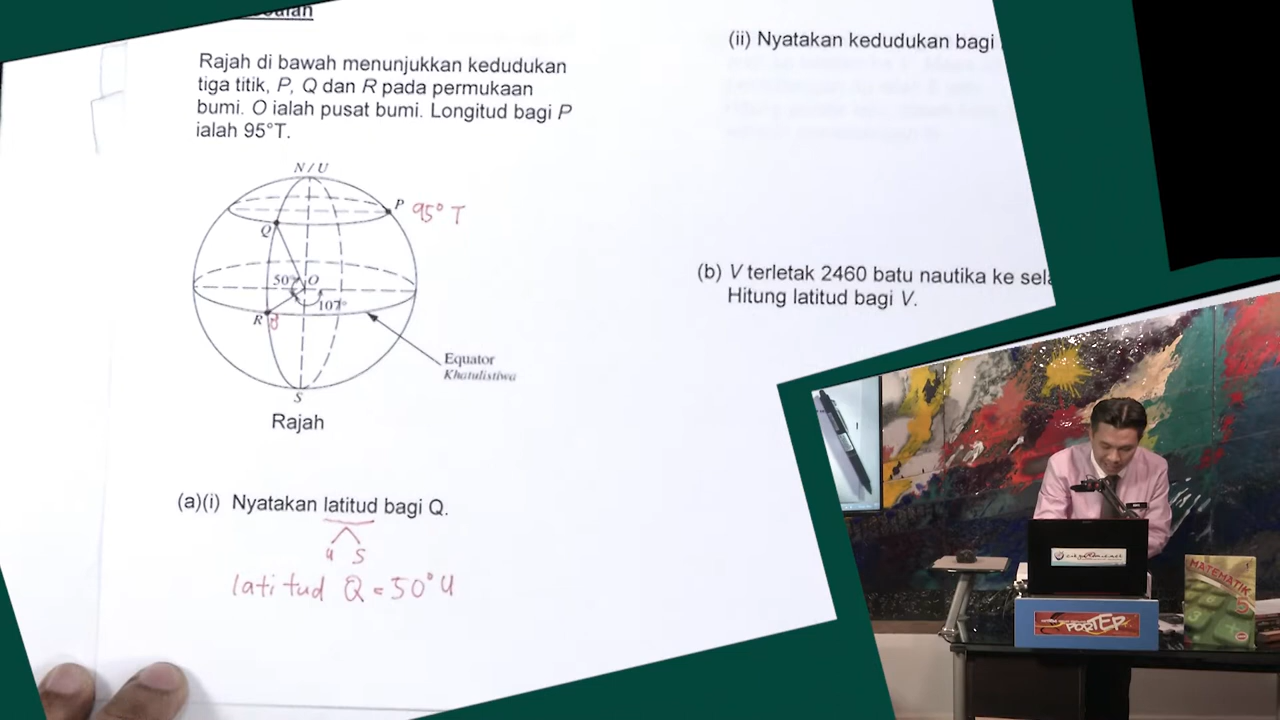 Rajah di bawah menunjukkan kedudukan
tiga titik, P, Q dan R pada permukaan
bumi. O ialah pusat bumi. Longitud bagi P
ialah 95°T.
N / U
P 95° T
Q
50° O
107°
R
Equator
Khatulistiwa
S
Rajah
(a)(i) Nyatakan latitud bagi Q.
U S
latitud Q = 50° U
(ii) Nyatakan kedudukan bagi
(b) V terletak 2460 batu nautika ke
Hitung latitud bagi V.
MATEMATIK
PORTER